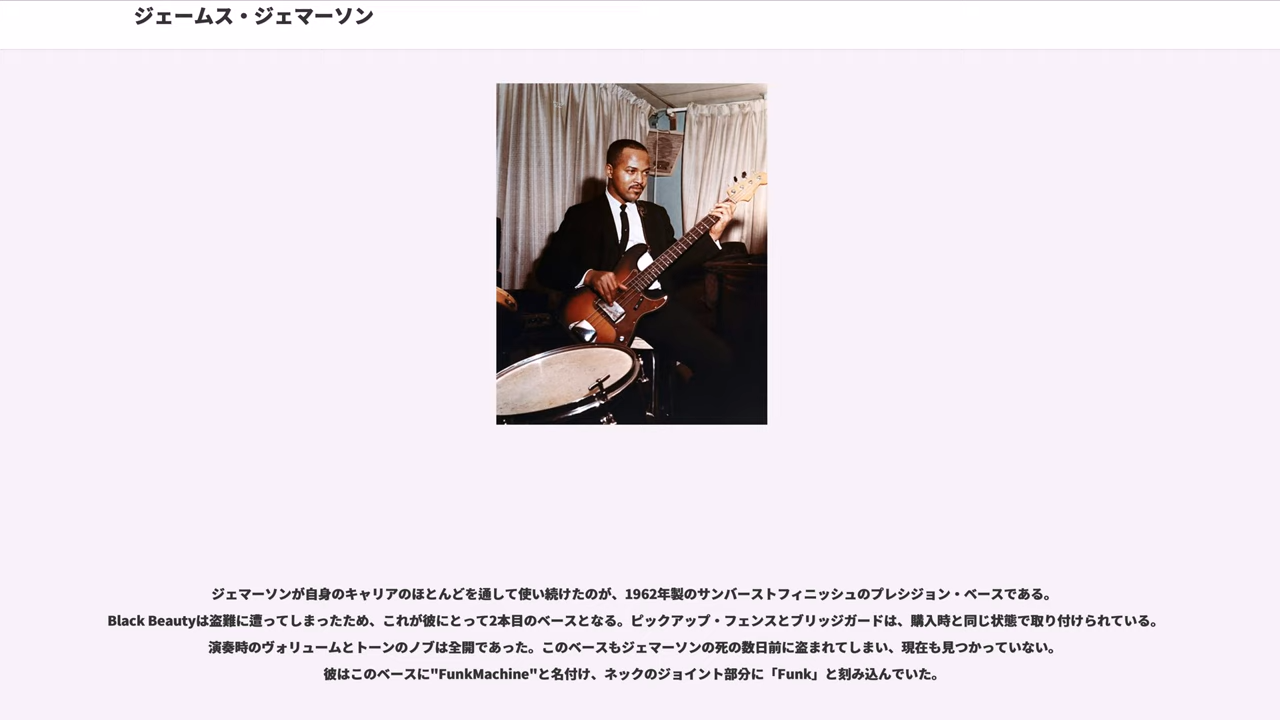 ジェームス・ジェマーソン
ジェマーソンが自身のキャリアのほとんどを通して使い続けたのが、1962年製のサンバーストフィニッシュのプレシジョン・ベースである。
Black Beautyは盗難に遭ってしまったため、これが彼にとって2本目のベースとなる。ピックアップ・フェンスとブリッジガードは、購入時と同じ状態で取り付けられている。
演奏時のヴォリュームとトーンのノブは全開であった。このベースもジェマーソンの死の数日前に盗まれてしまい、現在も見つかっていない。
彼はこのベースに"FunkMachine"と名付け、ネックのジョイント部分に「Funk」と刻み込んでいた。